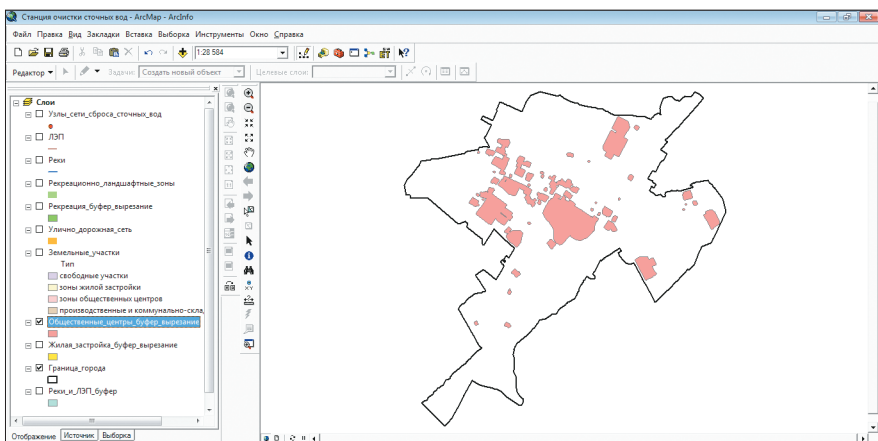 Станция очистки сточных вод - ArcMap - ArcInfo
Файл Правка Вид Закладки Вставка Выборка Инструменты Окно Справка
1:28 584
Редактор Задачи: Создать новый объект Целевые слои:
Слои
Узлы_сети_сброса_сточных_вод
ЛЭП
Реки
Рекреационно_ландшафтные_зоны
Рекреация_буфер_вырезание
Улично_дорожная_сеть
Земельные_участки
Тип
свободные участки
зоны жилой застройки
зоны общественных центров
производственные и коммунально-скла
Общественные_центры_буфер_вырезание
Жилая_застройка_буфер_вырезание
Граница_города
Реки_и_ЛЭП_буфер
Отображение Источник Выборка